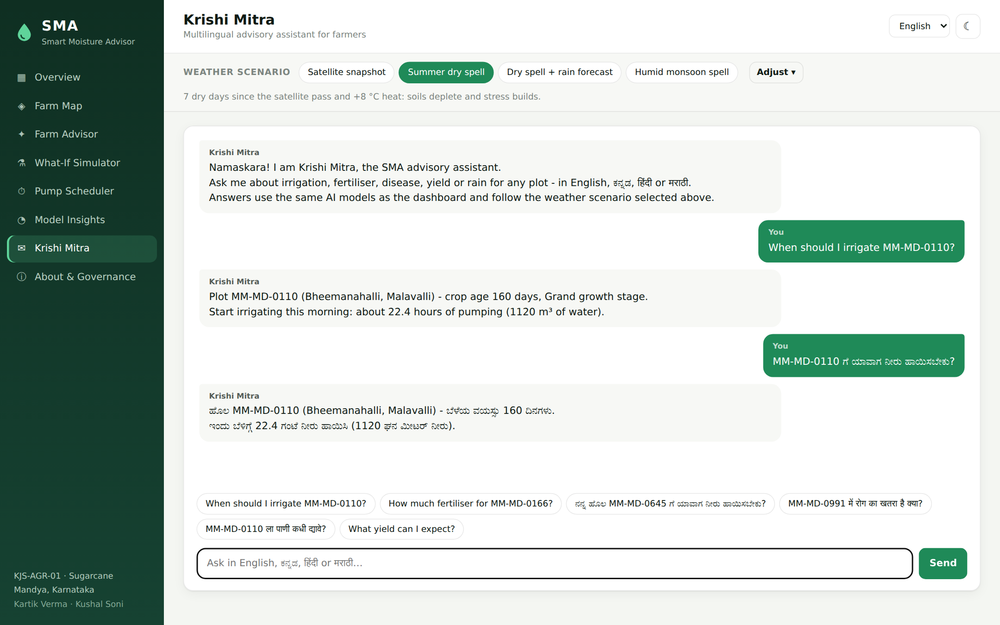 SMA
Smart Moisture Advisor
Overview
Farm Map
Farm Advisor
What-If Simulator
Pump Scheduler
Model Insights
Krishi Mitra
About & Governance
KJS-AGR-01 · Sugarcane
Mandya, Karnataka
Kartik Verma · Kushal Soni
Krishi Mitra
Multilingual advisory assistant for farmers
English
WEATHER SCENARIO
Satellite snapshot
Summer dry spell
Dry spell + rain forecast
Humid monsoon spell
Adjust ▾
7 dry days since the satellite pass and +8 °C heat: soils deplete and stress builds.
Krishi Mitra
Namaskara! I am Krishi Mitra, the SMA advisory assistant.
Ask me about irrigation, fertiliser, disease, yield or rain for any plot - in English, ಕನ್ನಡ, हिंदी or मराठी.
Answers use the same AI models as the dashboard and follow the weather scenario selected above.
You
When should I irrigate MM-MD-0110?
Krishi Mitra
Plot MM-MD-0110 (Bheemanahalli, Malavalli) - crop age 160 days, Grand growth stage.
Start irrigating this morning: about 22.4 hours of pumping (1120 m³ of water).
You
MM-MD-0110 ಗೆ ಯಾವಾಗ ನೀರು ಹಾಯಿಸಬೇಕು?
Krishi Mitra
ಹೊಲ MM-MD-0110 (Bheemanahalli, Malavalli) - ಬೆಳೆಯ ವಯಸ್ಸು 160 ದಿನಗಳು.
ಇಂದು ಬೆಳಿಗ್ಗೆ 22.4 ಗಂಟೆ ನೀರು ಹಾಯಿಸಿ (1120 ಘನ ಮೀಟರ್ ನೀರು).
When should I irrigate MM-MD-0110?
How much fertiliser for MM-MD-0166?
ನನ್ನ ಹೊಲ MM-MD-0645 ಗೆ ಯಾವಾಗ ನೀರು ಹಾಯಿಸಬೇಕು?
MM-MD-0991 में रोग का खतरा है क्या?
MM-MD-0110 ला पाणी कधी द्यावे?
What yield can I expect?
Ask in English, ಕನ್ನಡ, हिंदी or मराठी…
Send